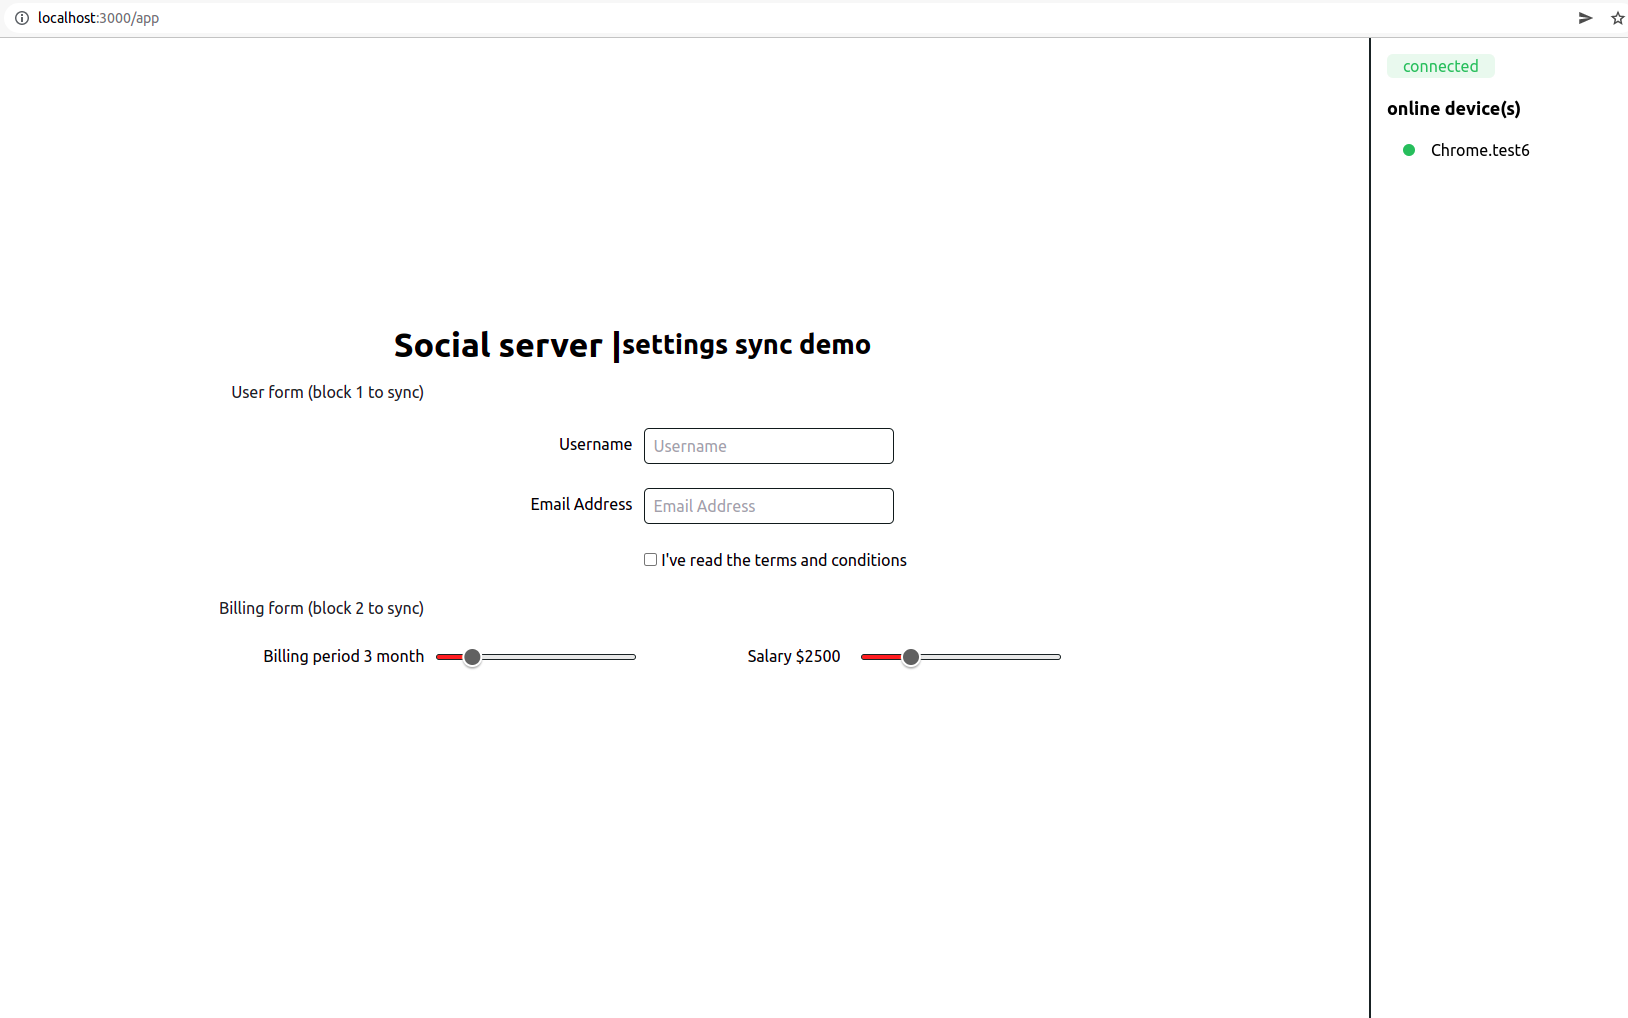 localhost:3000/app
connected
online device(s)
Chrome.test6
Social server |settings sync demo
User form (block 1 to sync)
Username Username
Email Address Email Address
I've read the terms and conditions
Billing form (block 2 to sync)
Billing period 3 month Salary $2500